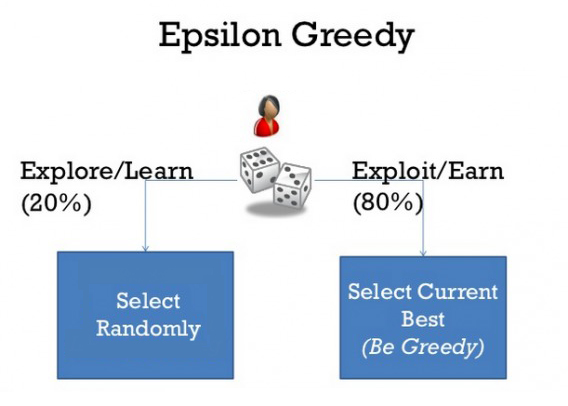 Epsilon Greedy
Explore/Learn
(20%)
Exploit/Earn
(80%)
Select
Randomly
Select Current
Best
(Be Greedy)